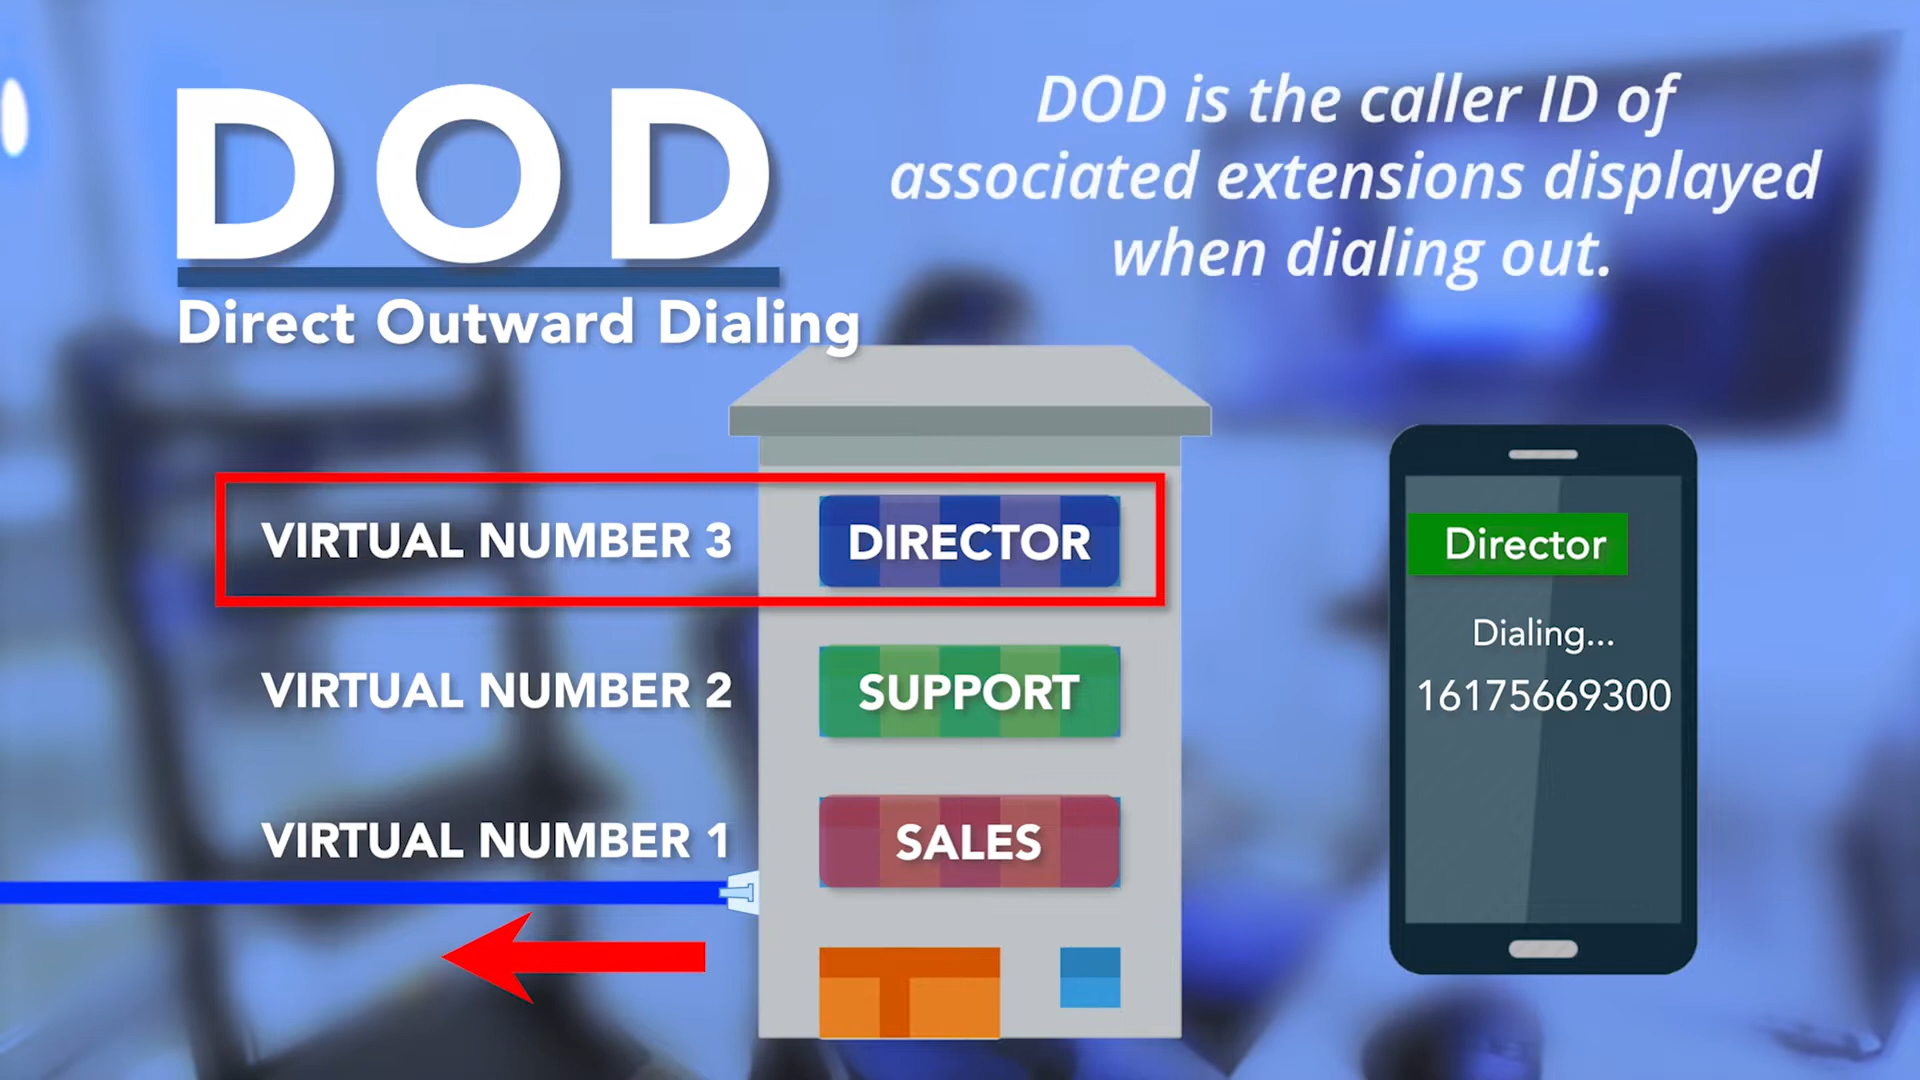 DOD
Direct Outward Dialing
DOD is the caller ID of
associated extensions displayed
when dialing out.
VIRTUAL NUMBER 3
DIRECTOR
VIRTUAL NUMBER 2
SUPPORT
VIRTUAL NUMBER 1
SALES
Director
Dialing...
16175669300